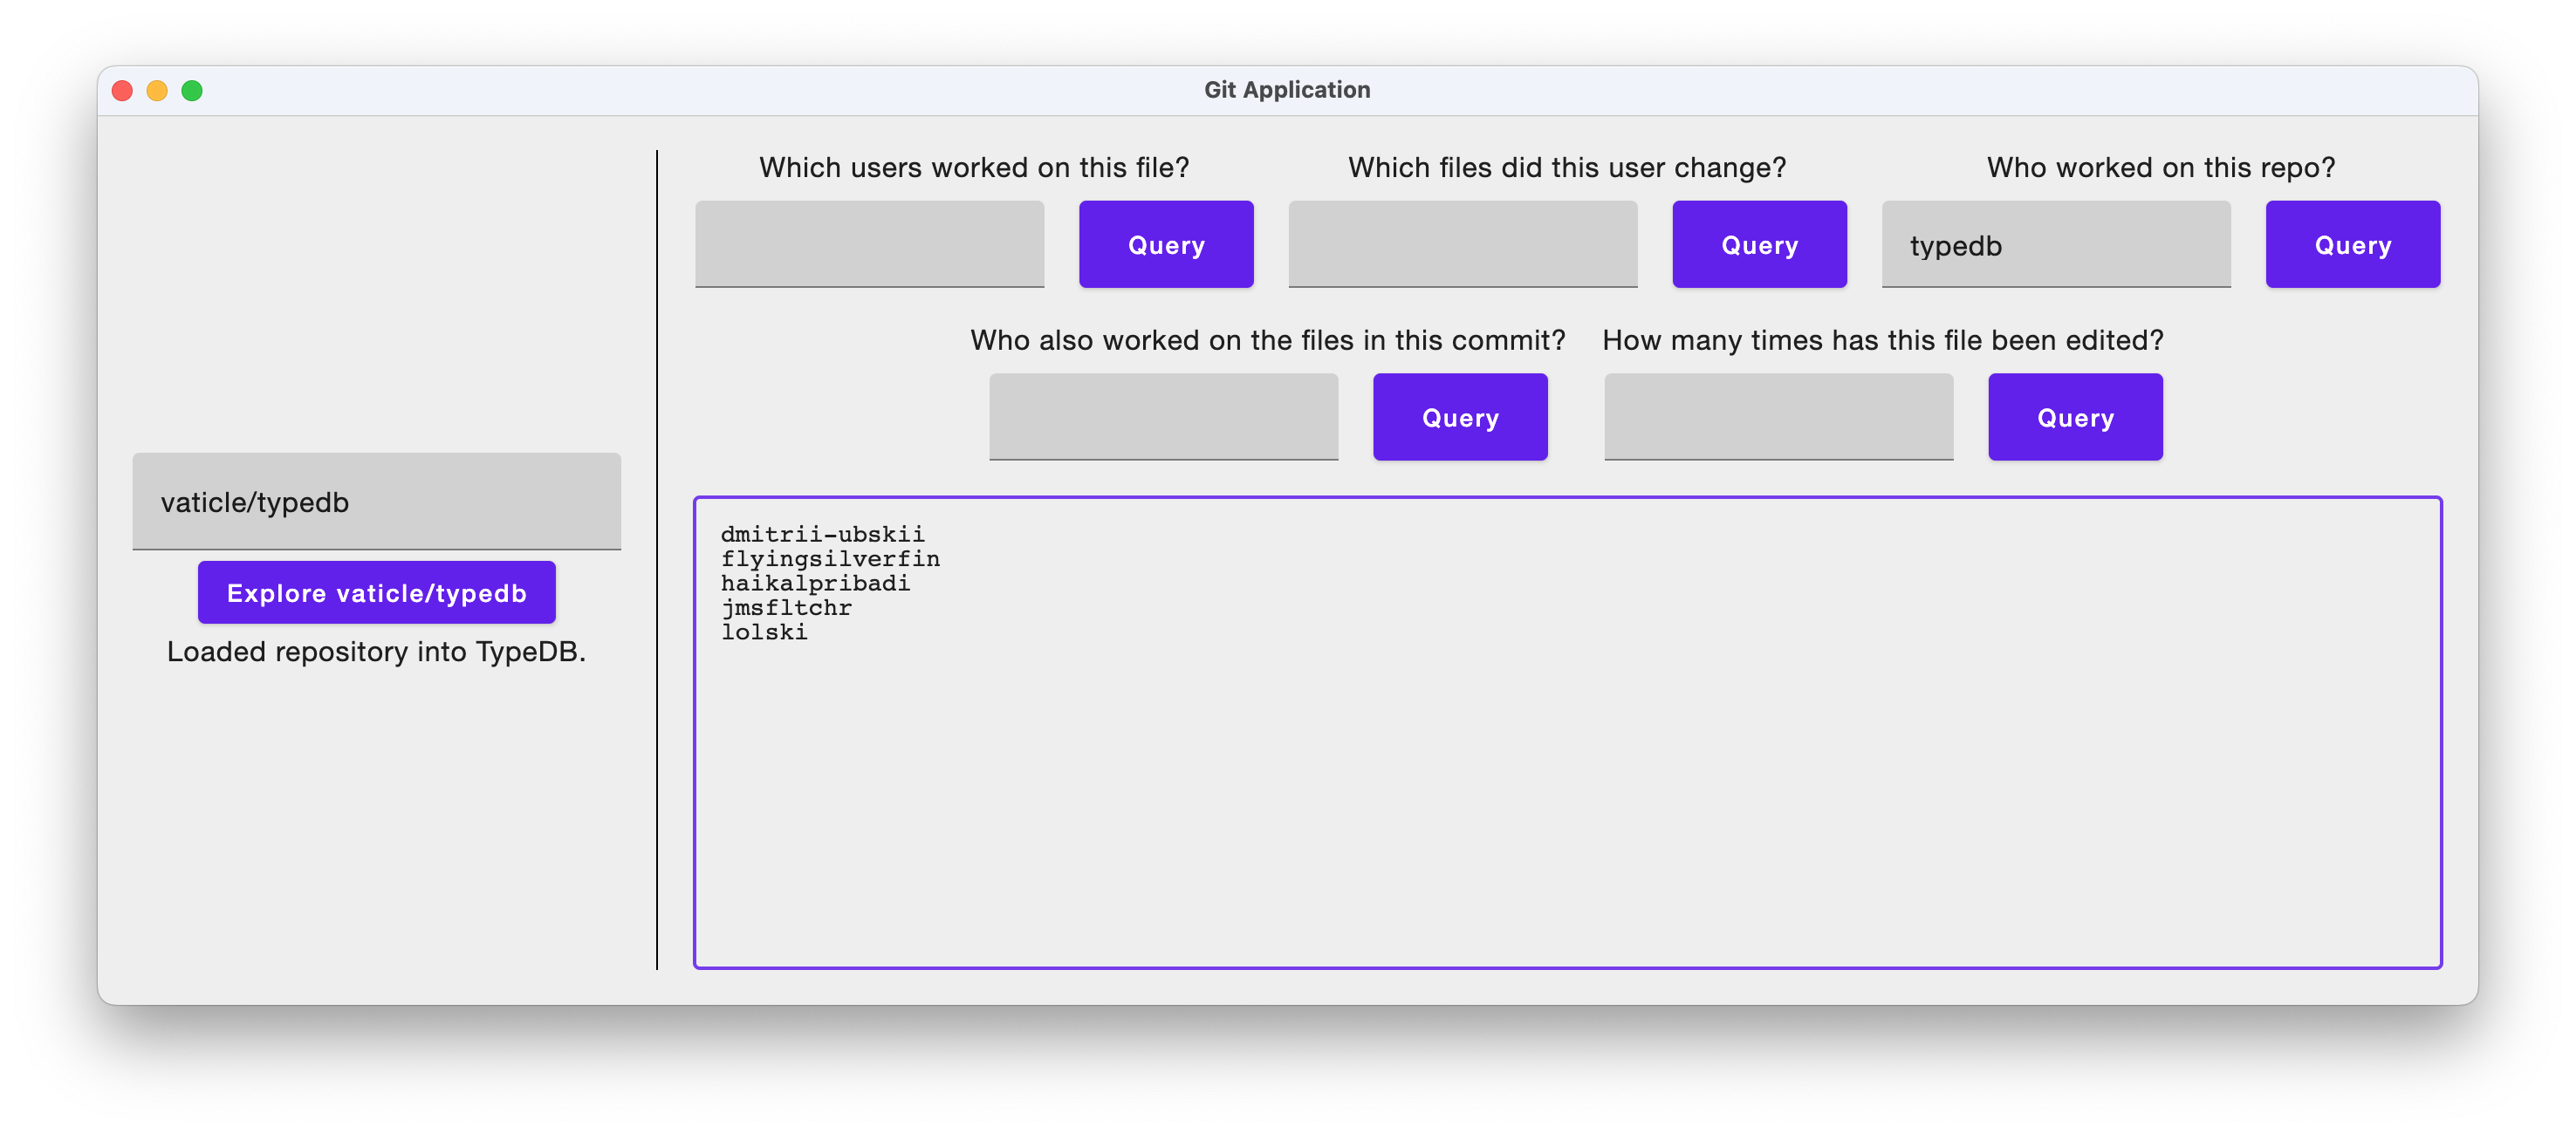 Git Application
Which users worked on this file?
Which files did this user change?
Who worked on this repo?
Query
Query
typedb
Query
Who also worked on the files in this commit?
How many times has this file been edited?
Query
Query
vaticle/typedb
Explore vaticle/typedb
Loaded repository into TypeDB.
dmitrii-ubskii
flyingsilverfin
haikalpribadi
jmsfltchr
lolski